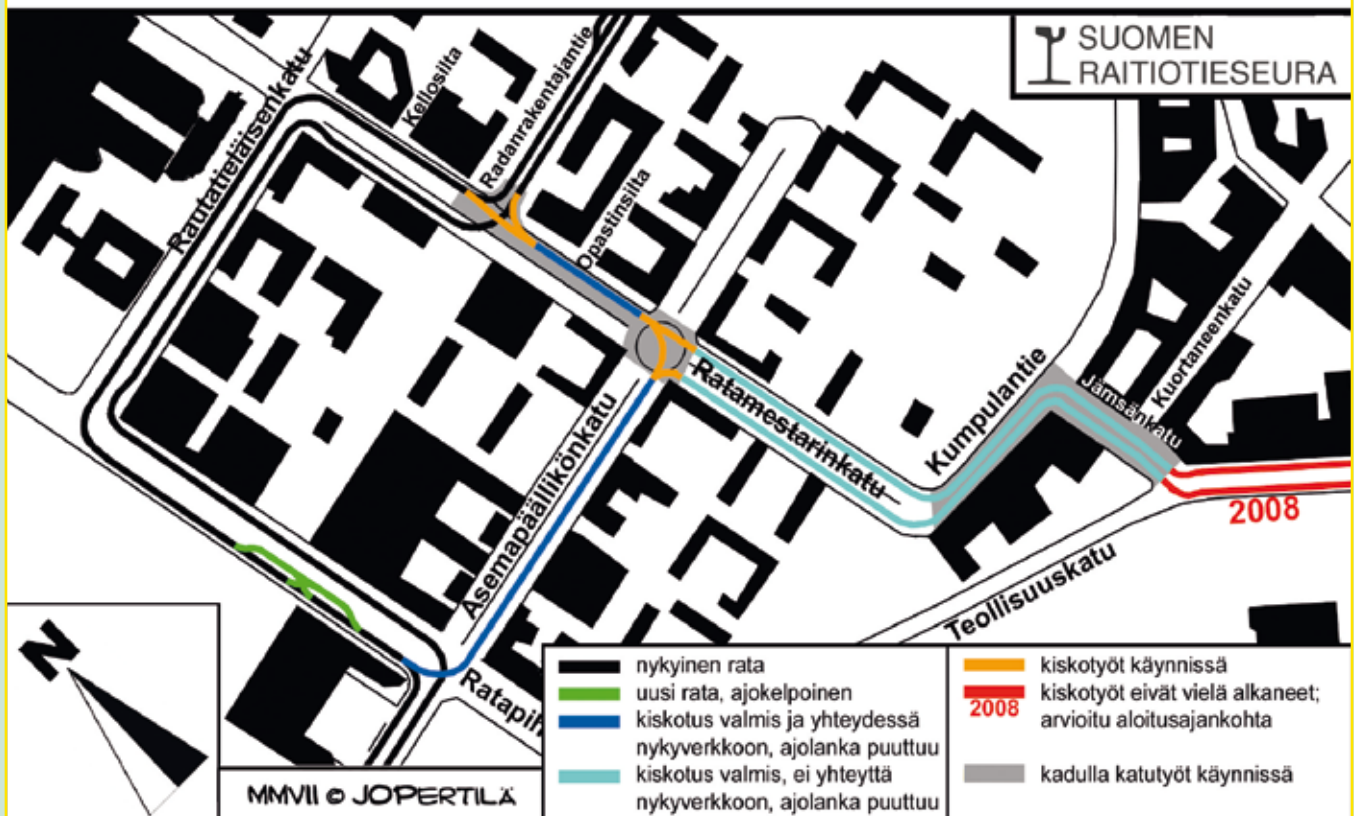 SUOMEN
RAITIOTIESEURA
Rautatieläisenkatu
Kellosilta
Radanrakentajantie
Opastinsilta
Asemapäällikönkatu
Ratamestarinkatu
Kumpulantie
Jämsänkatu
Kuortaneenkatu
2008
Teollisuuskatu
Ratapih
N
MMVII © JOPERTILÄ
nykyinen rata
uusi rata, ajokelpoinen
kiskotus valmis ja yhteydessä
nykyverkkoon, ajolanka puuttuu
kiskotus valmis, ei yhteyttä
nykyverkkoon, ajolanka puuttuu
kiskotyöt käynnissä
2008 kiskotyöt eivät vielä alkaneet;
arvioitu aloitusajankohta
kadulla katutyöt käynnissä